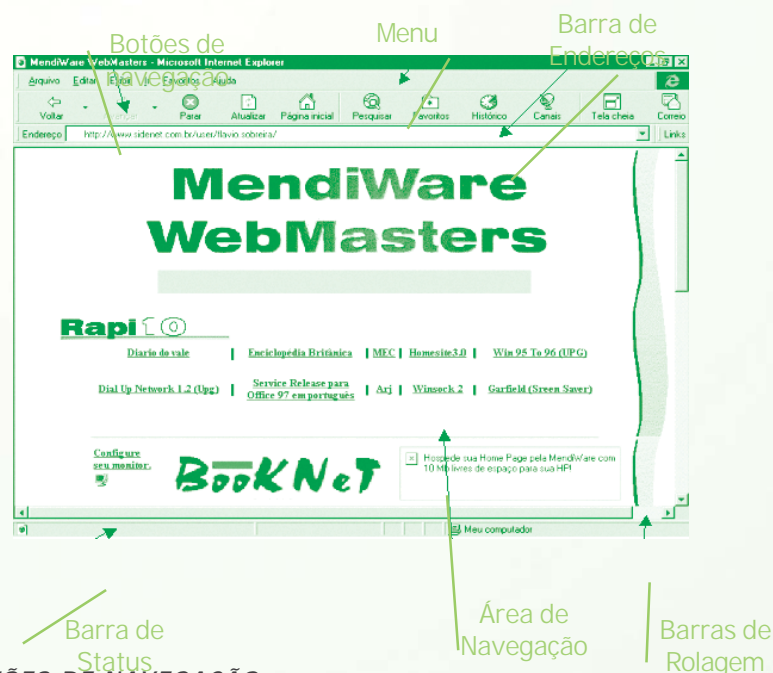 Botões de
navegação
Menu
Barra de
Endereços
MendiWare WebMasters - Microsoft Internet Explorer
Arquivo Editar Exibir Ir Favoritos Ajuda
Voltar Parar Atualizar Página inicial Pesquisar Favoritos Histórico Canais Tela cheia Correio
Endereço http://www.sidenet.com.br/user/flavio sobreira/ Links
MendiWare
WebMasters
Rapi10
Diario do vale Enciclopédia Britânica MEC Homesite3.0 Win 95 To 96 (UPG)
Dial Up Network 1.2 (Upg) Service Release para Office 97 em português Arj Winsock 2 Garfield (Sreen Saver)
Configure
seu monitor.
BooKNeT
Hospede sua Home Page pela MendiWare com
10 Mb livres de espaço para sua HP!
Meu computador
Barra de
Status
Área de
Navegação
Barras de
Rolagem
ÕES DE NAVEGAÇÃO